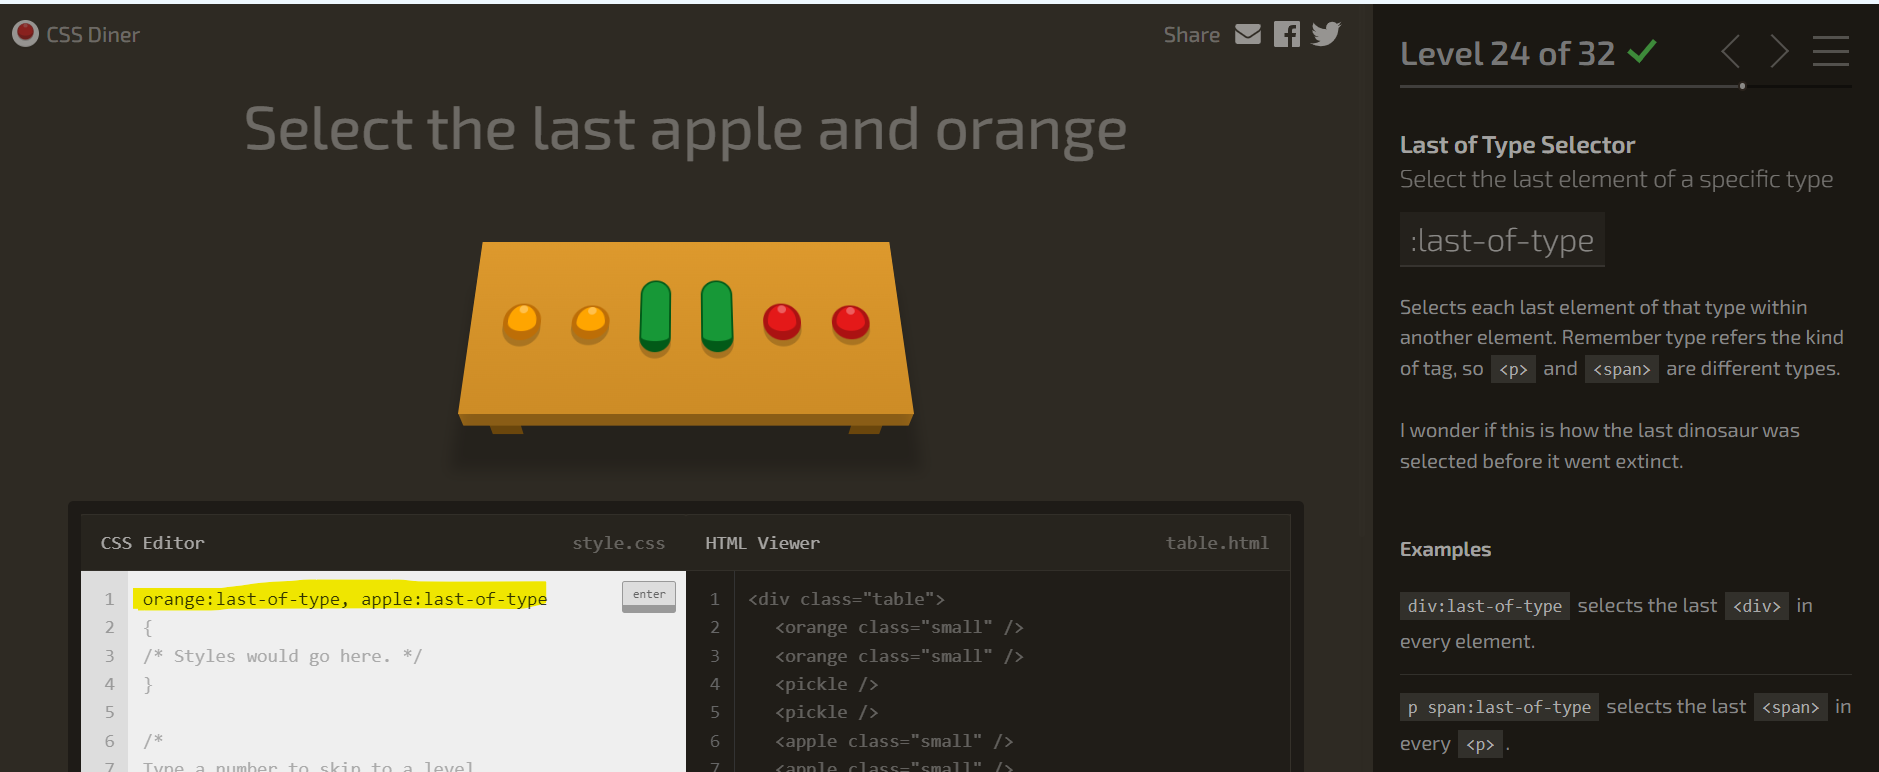 CSS Diner
Share
Select the last apple and orange
CSS Editor
style.css
1 orange:last-of-type, apple:last-of-type
enter
2 {
3 /* Styles would go here. */
4 }
5
6 /*
7 Type a number to skip to a level
HTML Viewer
table.html
1 <div class="table">
2 <orange class="small" />
3 <orange class="small" />
4 <pickle />
5 <pickle />
6 <apple class="small" />
7 <apple class="small" />
Level 24 of 32
Last of Type Selector
Select the last element of a specific type
:last-of-type
Selects each last element of that type within
another element. Remember type refers the kind
of tag, so <p> and <span> are different types.
I wonder if this is how the last dinosaur was
selected before it went extinct.
Examples
div:last-of-type selects the last <div> in
every element.
p span:last-of-type selects the last <span> in
every <p>.